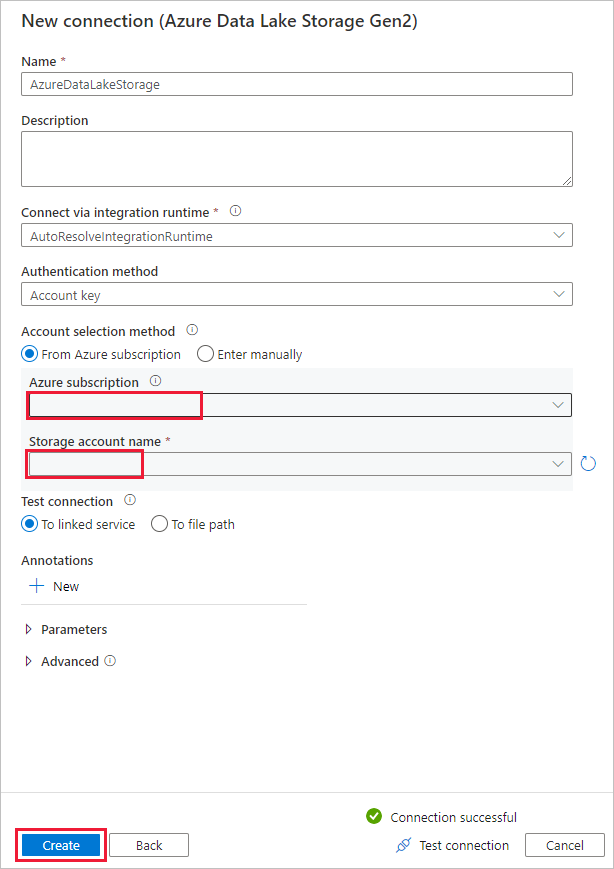 New connection (Azure Data Lake Storage Gen2)
Name *
AzureDataLakeStorage
Description
Connect via integration runtime *
AutoResolveIntegrationRuntime
Authentication method
Account key
Account selection method
From Azure subscription Enter manually
Azure subscription
Storage account name *
Test connection
To linked service To file path
Annotations
New
Parameters
Advanced
Connection successful
Create Back Test connection Cancel